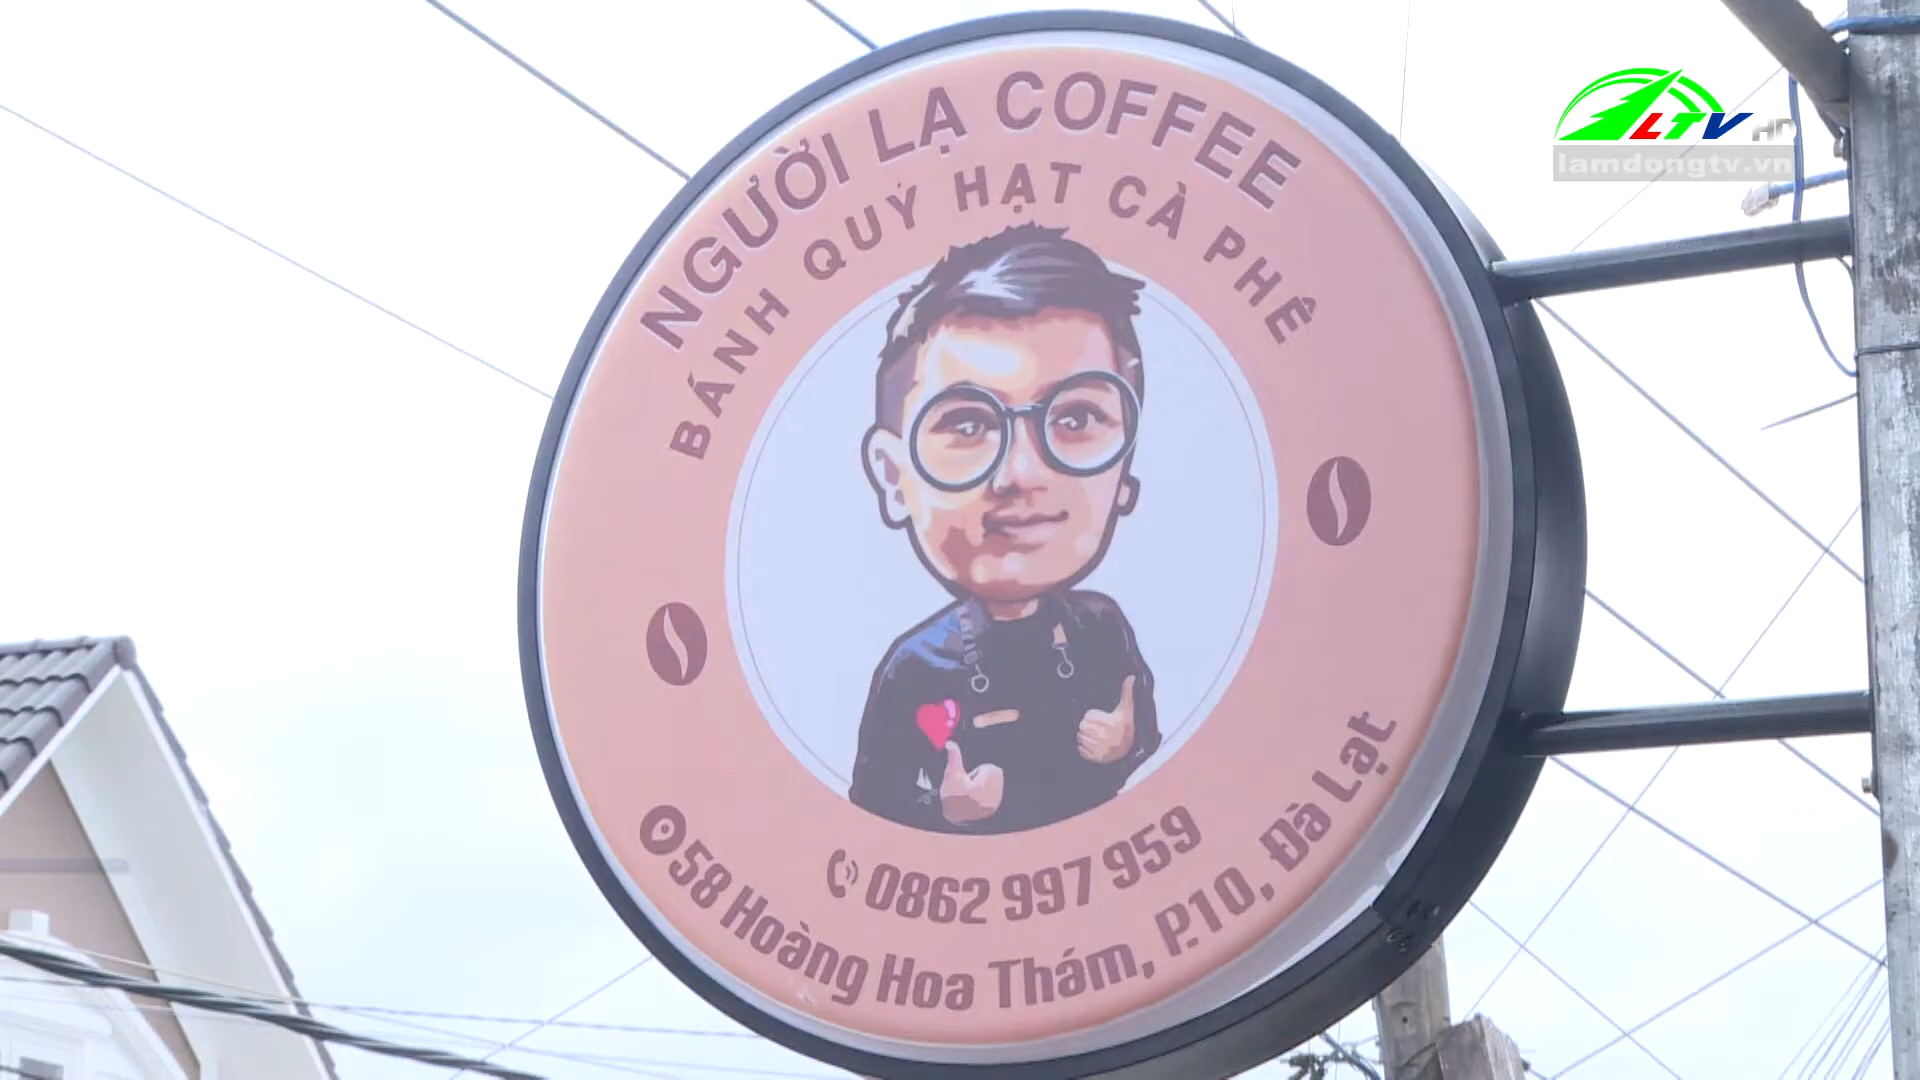 NGƯỜI LẠ COFFEE
BÁNH QUY HẠT CÀ PHÊ
0862 997 959
58 Hoàng Hoa Thám, P.10, Đà Lạt
LTV HD
lamdongtv.vn